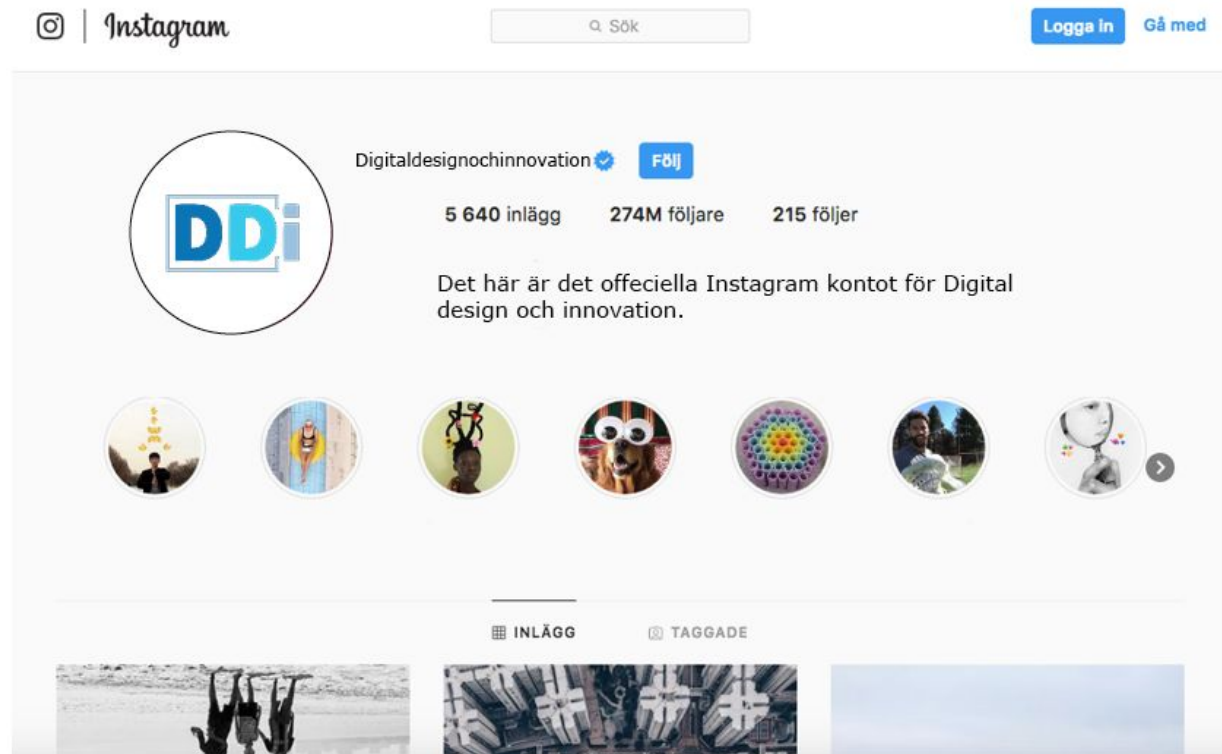 Instagram
Sök
Logga in
Gå med
DDi
Digitaldesignochinnovation
Följ
5 640 inlägg
274M följare
215 följer
Det här är det offeciella Instagram kontot för Digital
design och innovation.
INLÄGG
TAGGADE